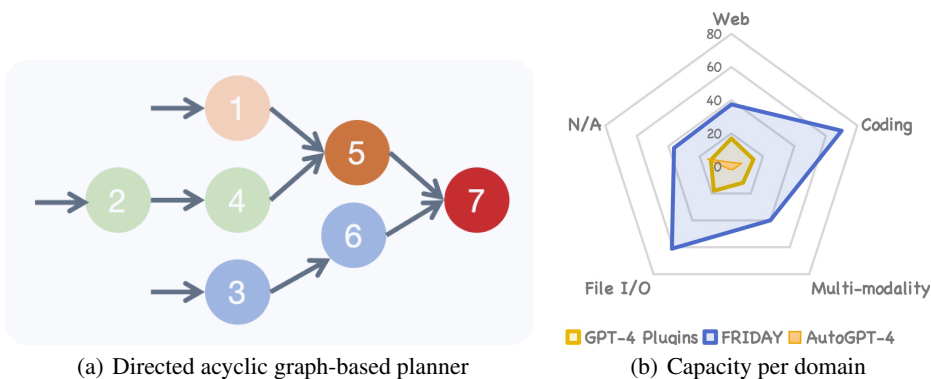 1
5
2
4
7
6
3
(a) Directed acyclic graph-based planner
Web
80
60
40
20
0
N/A
Coding
File I/O
Multi-modality
GPT-4 Plugins FRIDAY AutoGPT-4
(b) Capacity per domain